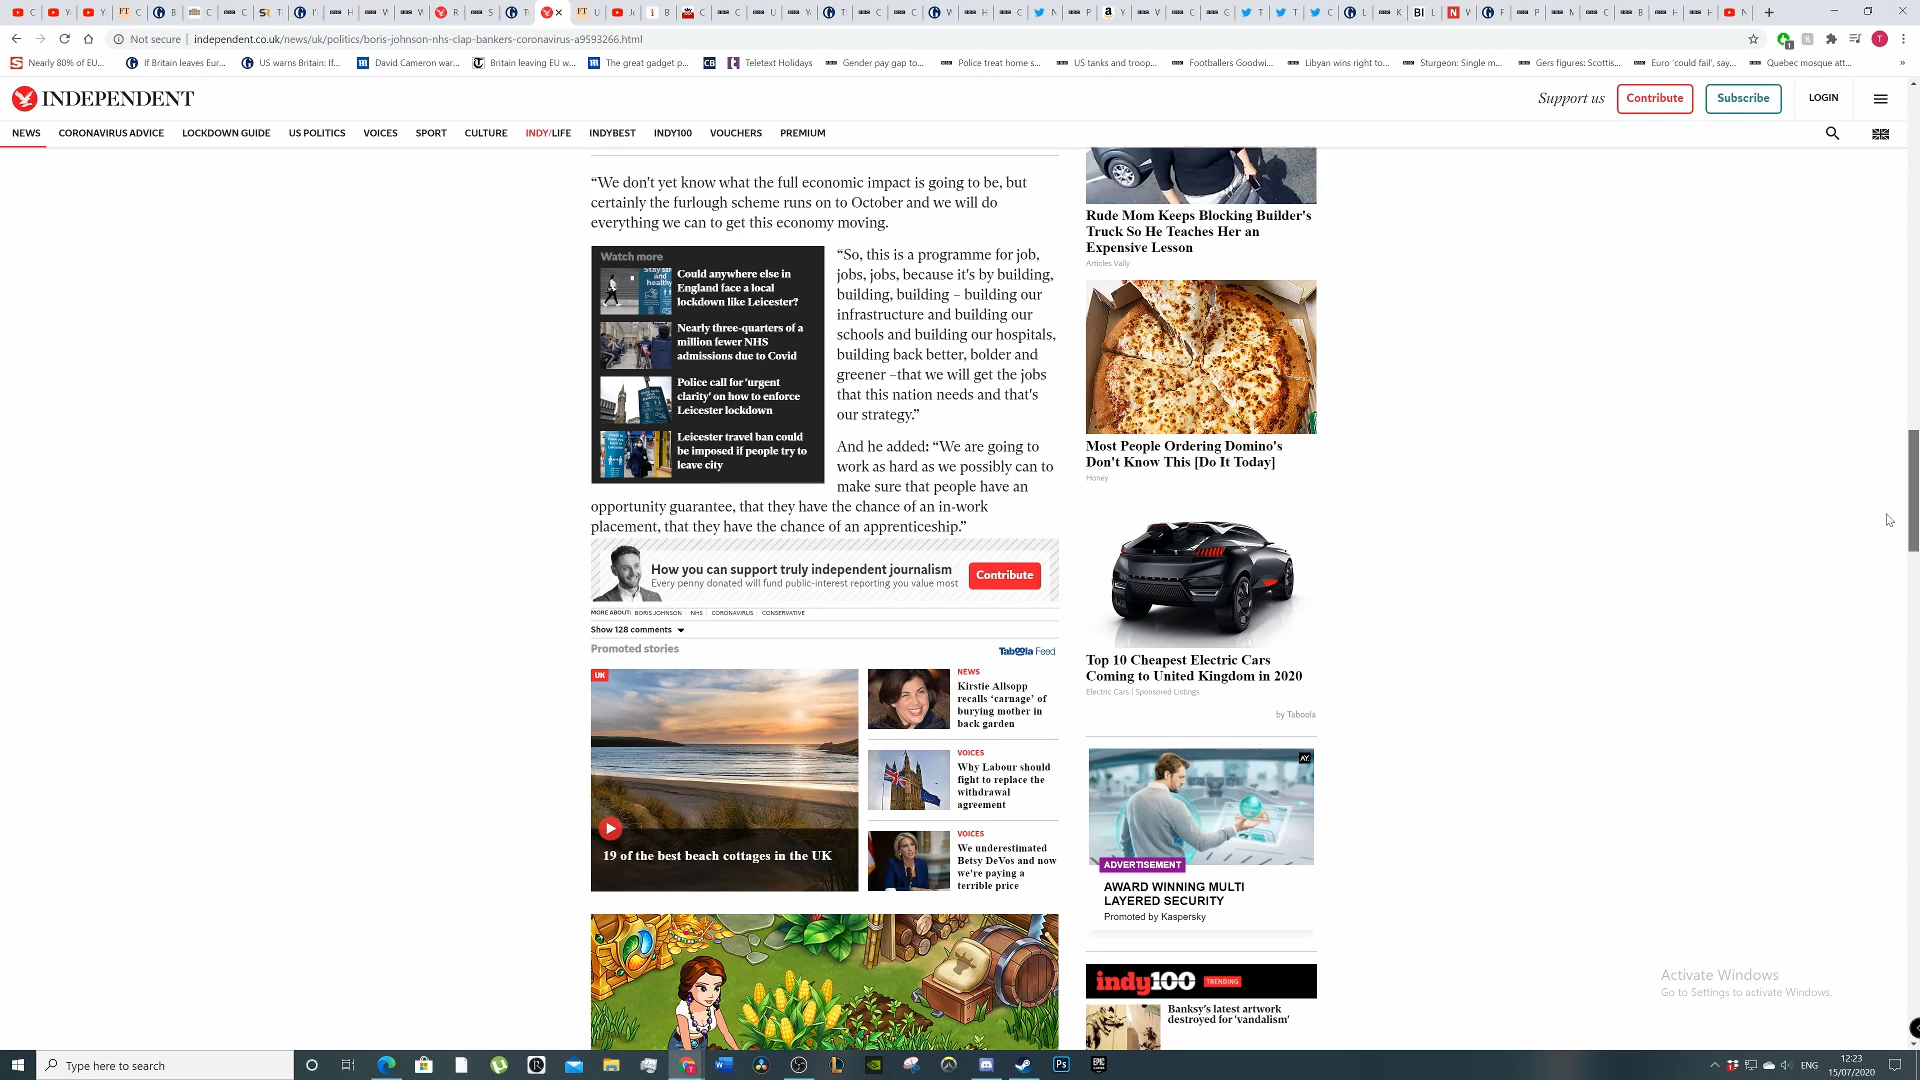 Not secure | independent.co.uk/news/uk/politics/boris-johnson-nhs-clap-bankers-coronavirus-a9593266.html
Nearly 80% of EU... If Britain leaves Eur... US warns Britain: If... David Cameron war... Britain leaving EU w... The great gadget p... CB Teletext Holidays Gender pay gap to... Police treat home s... US tanks and troop... Footballers Goodwi... Libyan wins right to... Sturgeon: Single m... Gers figures: Scottis... Euro 'could fail', say... Quebec mosque att... »
INDEPENDENT
Support us Contribute Subscribe LOGIN
NEWS CORONAVIRUS ADVICE LOCKDOWN GUIDE US POLITICS VOICES SPORT CULTURE INDY/LIFE INDYBEST INDY100 VOUCHERS PREMIUM
“We don't yet know what the full economic impact is going to be, but
certainly the furlough scheme runs on to October and we will do
everything we can to get this economy moving.
Watch more
Could anywhere else in
England face a local
lockdown like Leicester?
Nearly three-quarters of a
million fewer NHS
admissions due to Covid
Police call for 'urgent
clarity' on how to enforce
Leicester lockdown
Leicester travel ban could
be imposed if people try to
leave city
“So, this is a programme for job,
jobs, jobs, because it's by building,
building, building – building our
infrastructure and building our
schools and building our hospitals,
building back better, bolder and
greener –that we will get the jobs
that this nation needs and that's
our strategy.”
And he added: “We are going to
work as hard as we possibly can to
make sure that people have an
opportunity guarantee, that they have the chance of an in-work
placement, that they have the chance of an apprenticeship.”
How you can support truly independent journalism
Every penny donated will fund public-interest reporting you value most
Contribute
MORE ABOUT: BORIS JOHNSON | NHS | CORONAVIRUS | CONSERVATIVE
Show 128 comments
Promoted stories
Taboola Feed
UK
19 of the best beach cottages in the UK
NEWS
Kirstie Allsopp
recalls ‘carnage’ of
burying mother in
back garden
VOICES
Why Labour should
fight to replace the
withdrawal
agreement
VOICES
We underestimated
Betsy DeVos and now
we're paying a
terrible price
Rude Mom Keeps Blocking Builder's
Truck So He Teaches Her an
Expensive Lesson
Articles Vally
Most People Ordering Domino's
Don't Know This [Do It Today]
Honey
Top 10 Cheapest Electric Cars
Coming to United Kingdom in 2020
Electric Cars | Sponsored Listings
by Taboola
ADVERTISEMENT
AWARD WINNING MULTI
LAYERED SECURITY
Promoted by Kaspersky
indy100 TRENDING
Banksy's latest artwork
destroyed for 'vandalism'
Activate Windows
Go to Settings to activate Windows.
Type here to search
ENG
12:23
15/07/2020